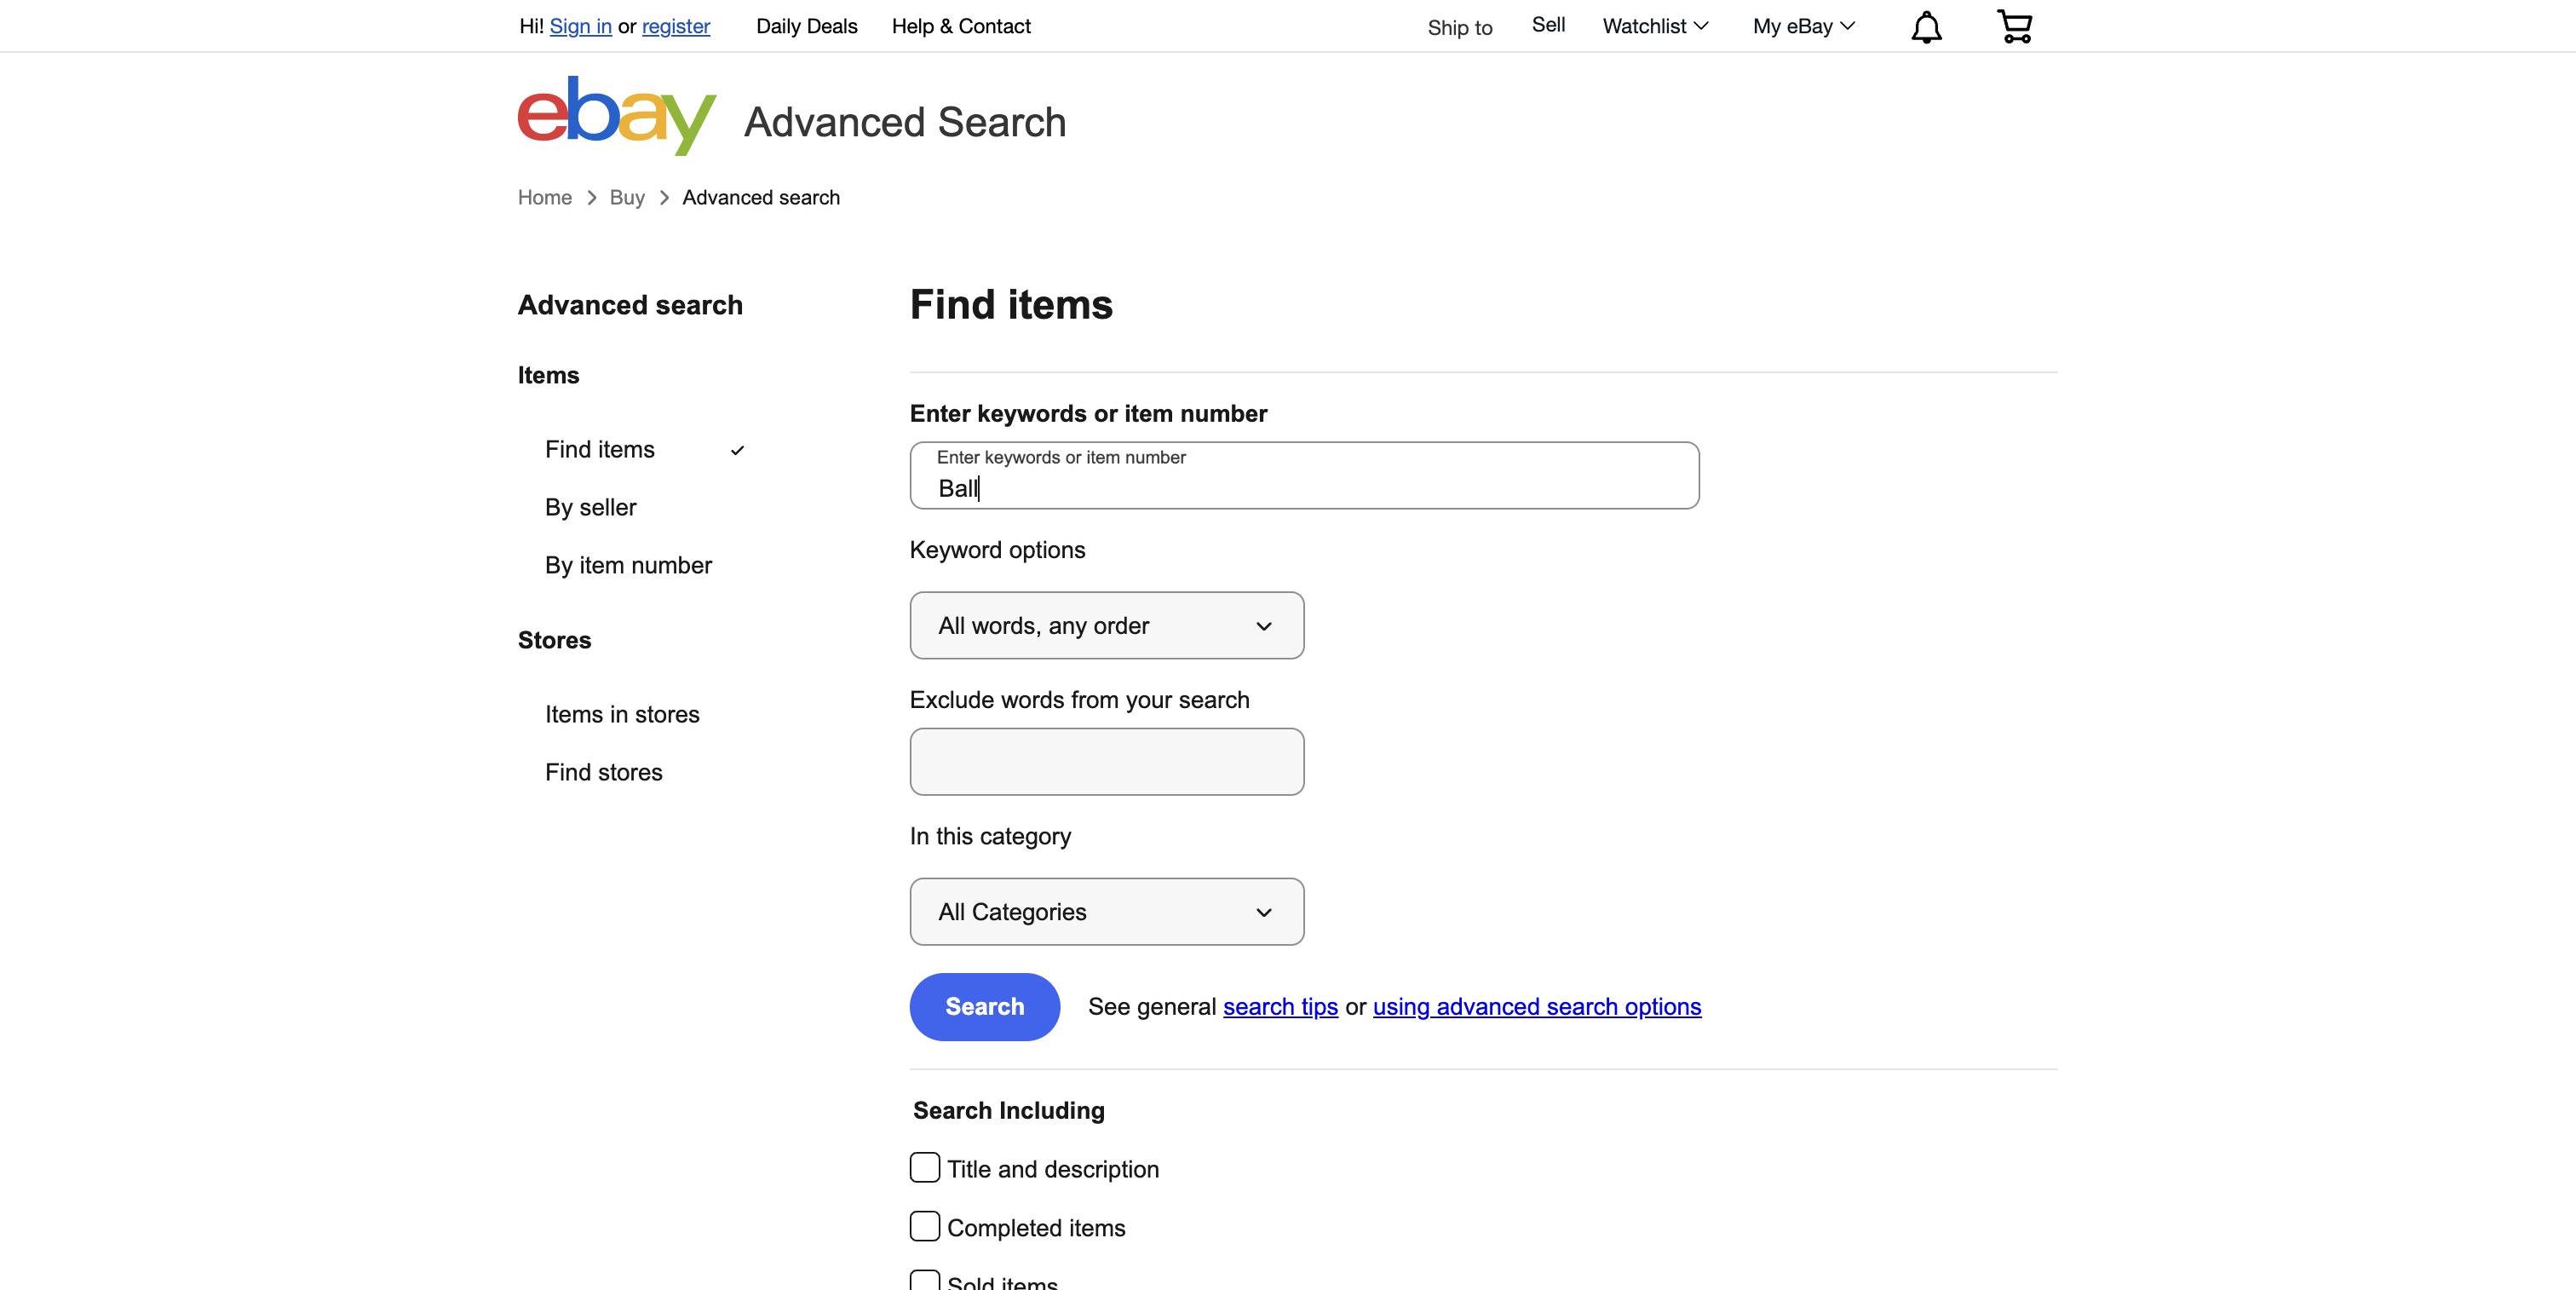 Hi! Sign in or register Daily Deals Help & Contact Ship to Sell Watchlist My eBay
ebay Advanced Search
Home Buy Advanced search
Advanced search
Items
Find items
By seller
By item number
Stores
Items in stores
Find stores
Find items
Enter keywords or item number
Enter keywords or item number
Ball
Keyword options
All words, any order
Exclude words from your search
In this category
All Categories
Search See general search tips or using advanced search options
Search Including
Title and description
Completed items
Sold items